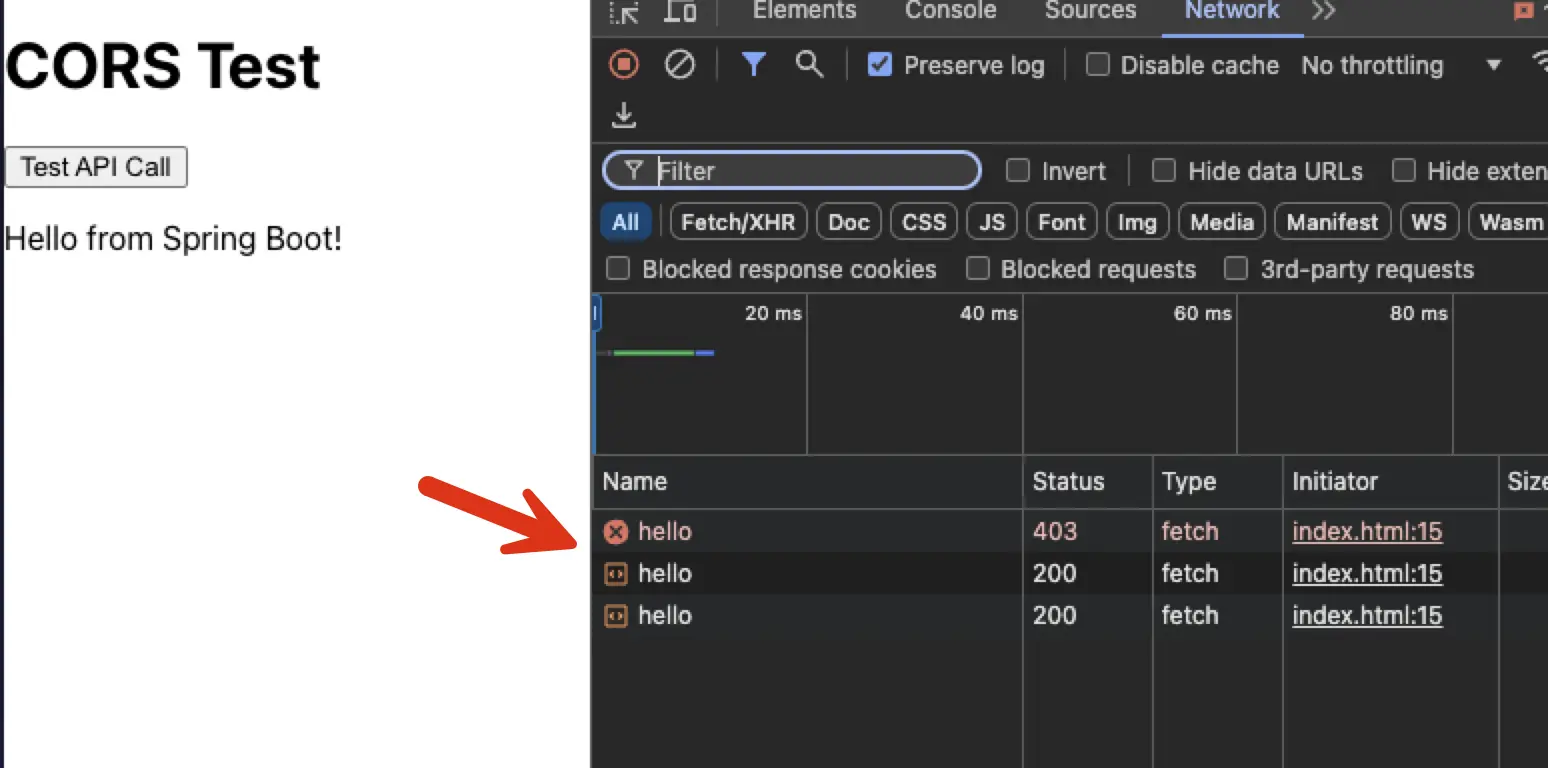 CORS Test
Test API Call
Hello from Spring Boot!
Elements Console Sources Network
Preserve log Disable cache No throttling
Filter Invert Hide data URLs Hide exten
All Fetch/XHR Doc CSS JS Font Img Media Manifest WS Wasm
Blocked response cookies Blocked requests 3rd-party requests
20 ms 40 ms 60 ms 80 ms
Name Status Type Initiator Size
hello 403 fetch index.html:15
hello 200 fetch index.html:15
hello 200 fetch index.html:15